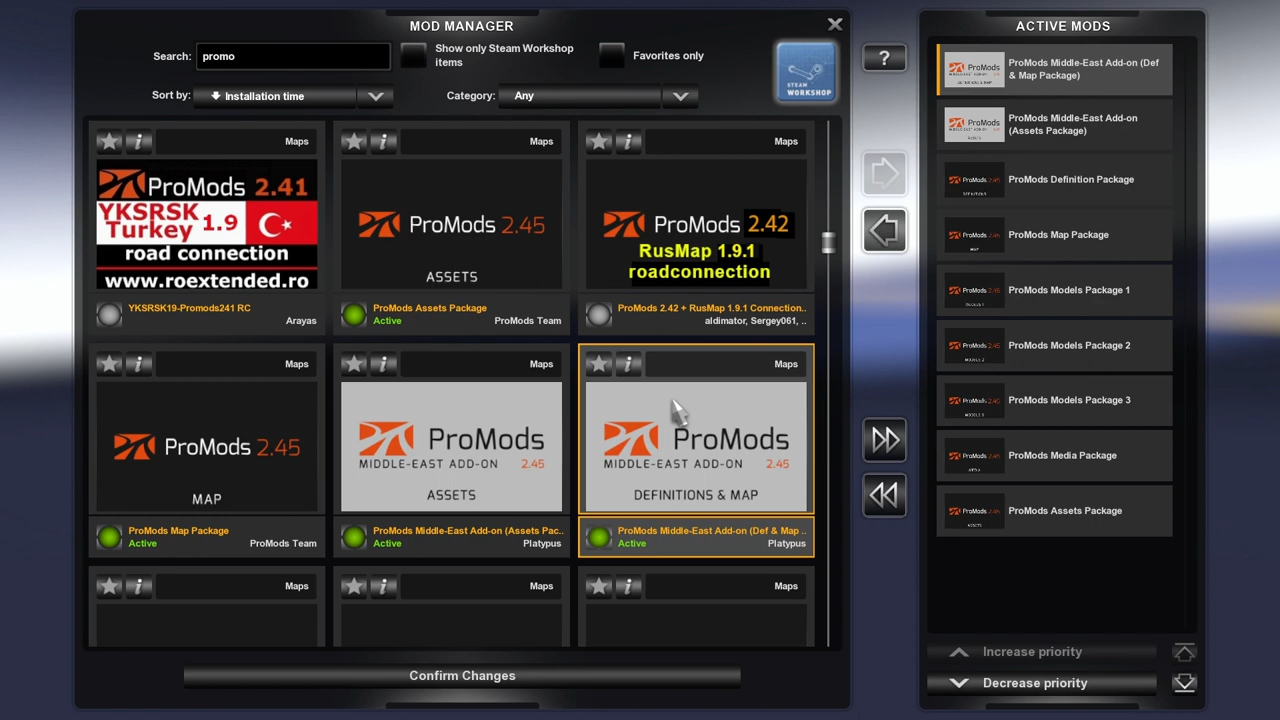 MOD MANAGER
Search:
promo
Show only Steam Workshop
items
Favorites only
STEAM
WORKSHOP
Sort by:
Installation time
Category:
Any
Maps
ProMods 2.41
YKSRSK
Turkey 1.9
road connection
www.roextended.ro
YKSRSK19-Promods241 RC
Arayas
Maps
ProMods 2.45
ASSETS
ProMods Assets Package
Active
ProMods Team
Maps
ProMods 2.42
RusMap 1.9.1
roadconnection
ProMods 2.42 + RusMap 1.9.1 Connection..
aldimator, Sergey061, ..
Maps
ProMods 2.45
MAP
ProMods Map Package
Active
ProMods Team
Maps
ProMods
MIDDLE-EAST ADD-ON 2.45
ASSETS
ProMods Middle-East Add-on (Assets Pac..
Active
Platypus
Maps
ProMods
MIDDLE-EAST ADD-ON 2.45
DEFINITIONS & MAP
ProMods Middle-East Add-on (Def & Map ..
Active
Platypus
Maps
Maps
Maps
Confirm Changes
?
ACTIVE MODS
ProMods Middle-East Add-on (Def
& Map Package)
ProMods Middle-East Add-on
(Assets Package)
ProMods Definition Package
ProMods Map Package
ProMods Models Package 1
ProMods Models Package 2
ProMods Models Package 3
ProMods Media Package
ProMods Assets Package
Increase priority
Decrease priority